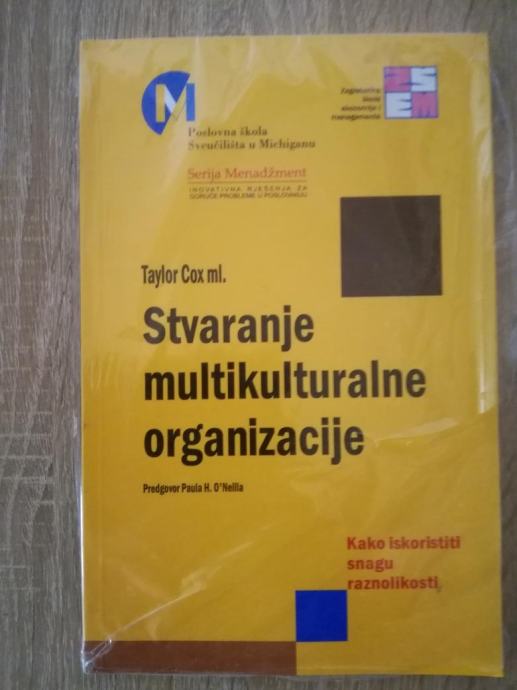 M
Poslovna škola
Sveučilišta u Michiganu
Serija Menadžment
INOVATIVNA RJEŠENJA ZA
GORUĆE PROBLEME U POSLOVANJU
Zagrebačka
škola
ekonomije i
managementa
ZŠEM
Taylor Cox ml.
Stvaranje
multikulturalne
organizacije
Predgovor Paula H. O'Neilla
Kako iskoristiti
snagu
raznolikosti